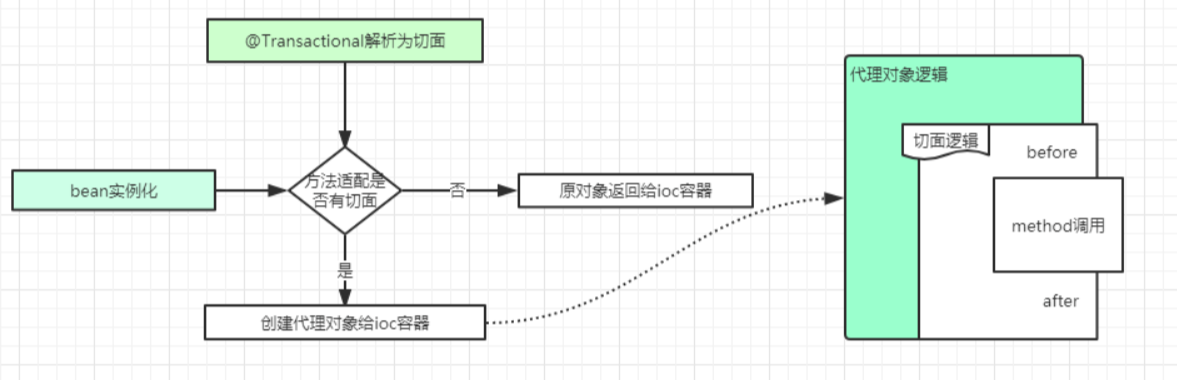 @Transactional解析为切面
代理对象逻辑
切面逻辑
before
bean实例化
方法适配是
否有切面
否
原对象返回给ioc容器
method调用
是
创建代理对象给ioc容器
after